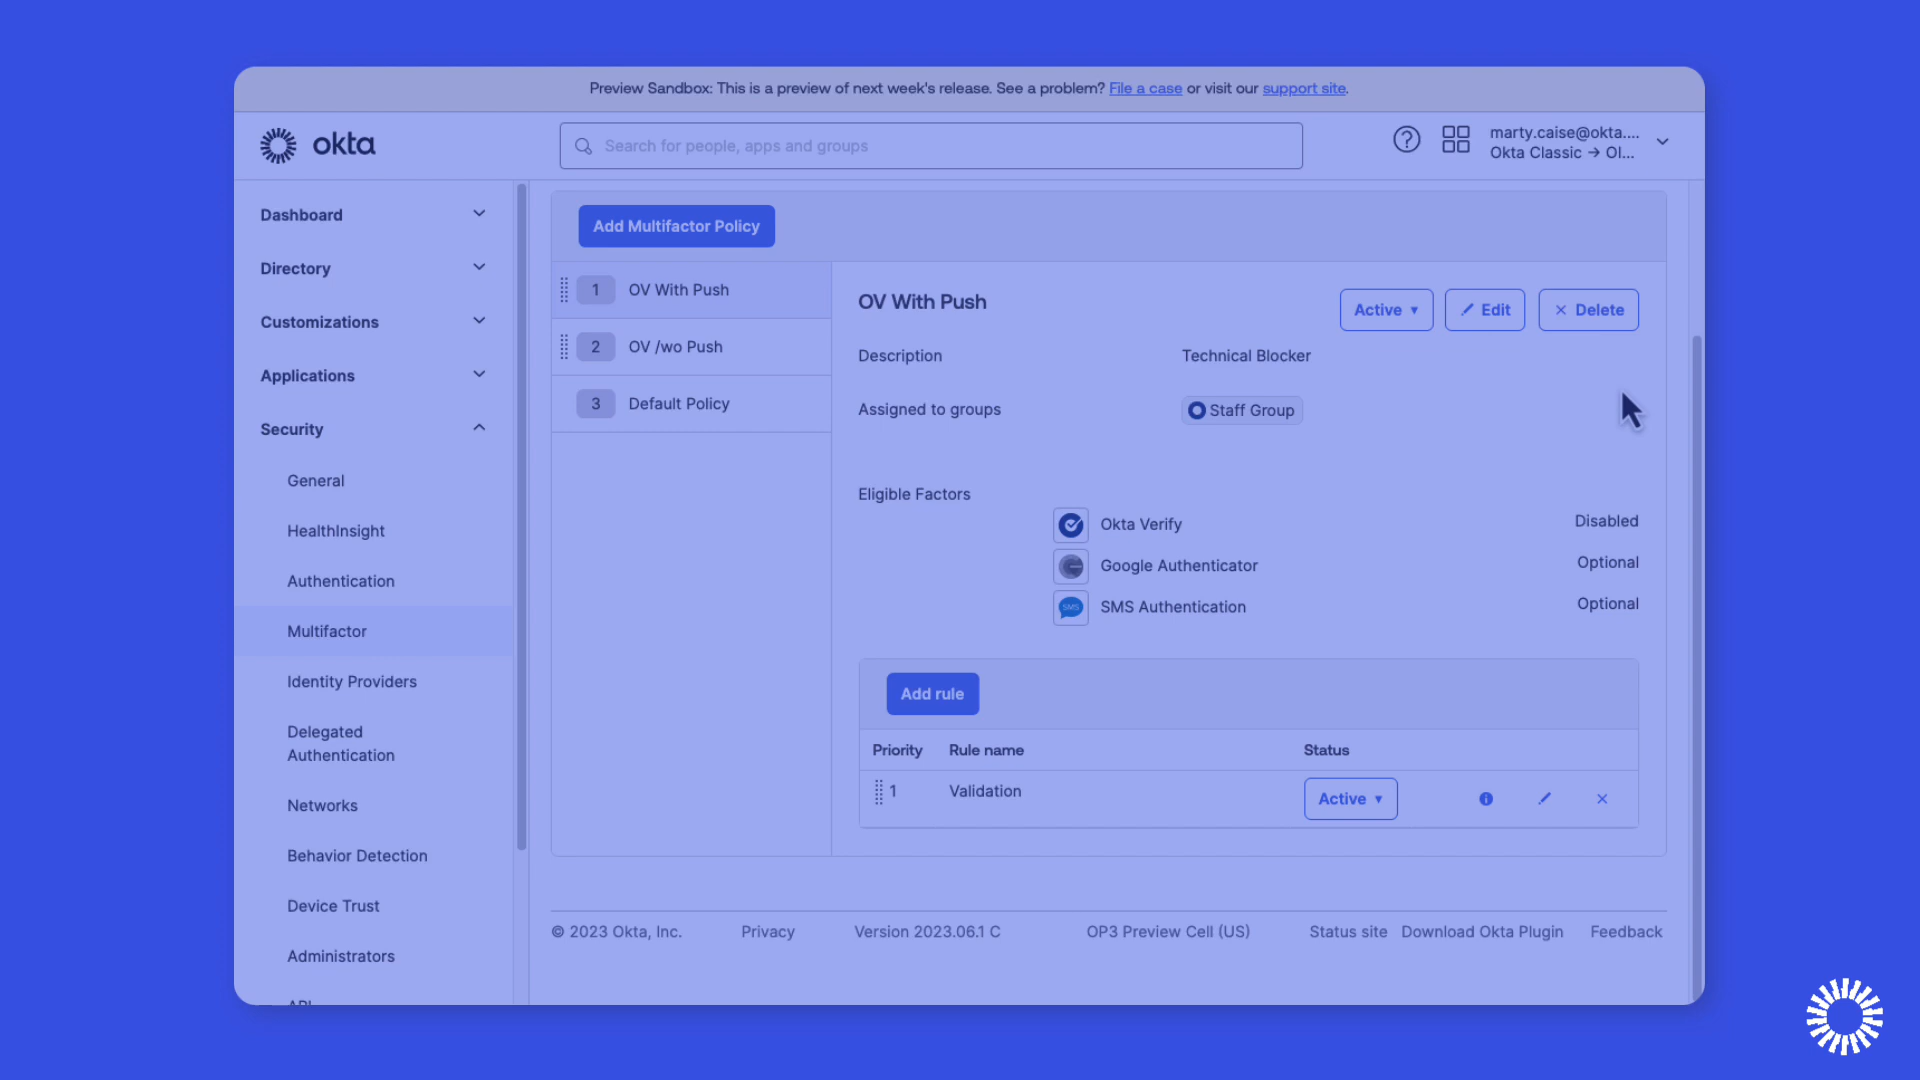 Preview Sandbox: This is a preview of next week's release. See a problem? File a case or visit our support site.
okta
Search for people, apps and groups
marty.caise@okta....
Okta Classic → OI...
Dashboard
Directory
Customizations
Applications
Security
General
HealthInsight
Authentication
Multifactor
Identity Providers
Delegated
Authentication
Networks
Behavior Detection
Device Trust
Administrators
API
Add Multifactor Policy
1 OV With Push
2 OV /wo Push
3 Default Policy
OV With Push
Active ▾ Edit × Delete
Description Technical Blocker
Assigned to groups Staff Group
Eligible Factors
Okta Verify Disabled
Google Authenticator Optional
SMS SMS Authentication Optional
Add rule
Priority Rule name Status
1 Validation Active ▾
© 2023 Okta, Inc. Privacy Version 2023.06.1 C OP3 Preview Cell (US) Status site Download Okta Plugin Feedback